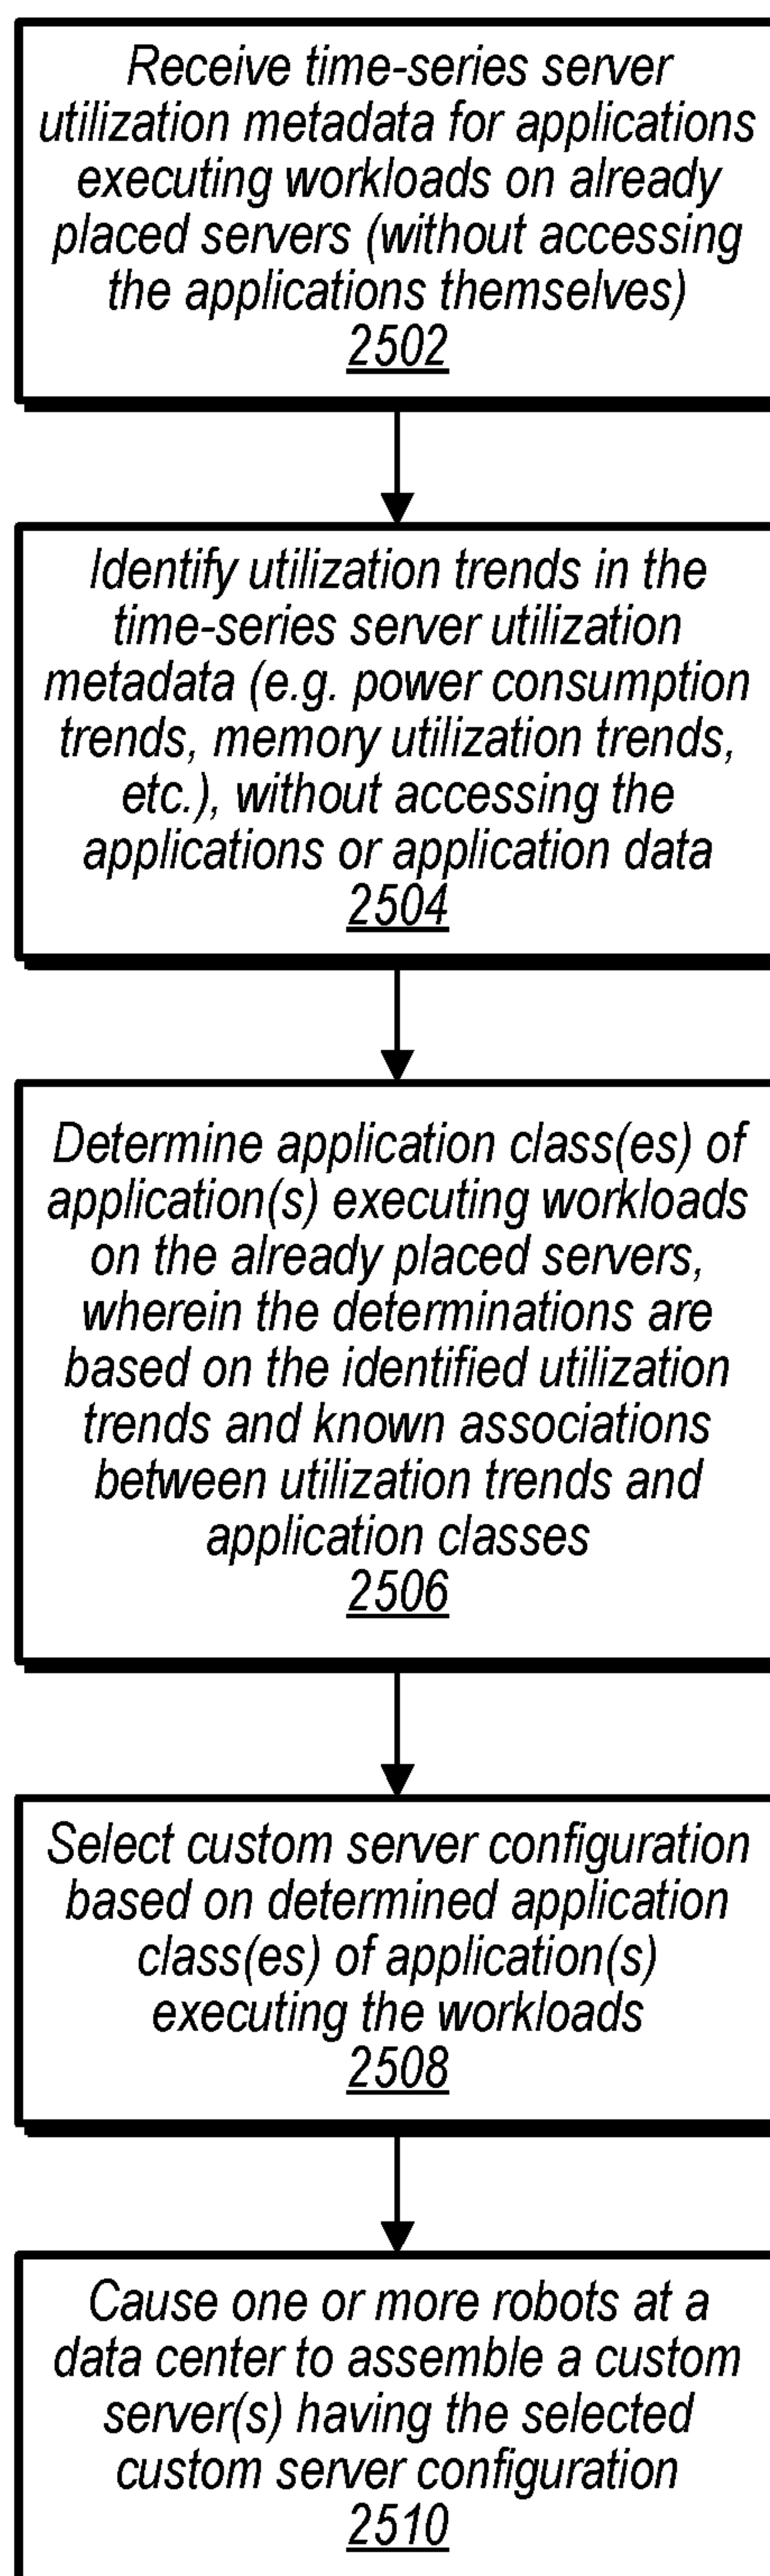 Receive time-series server
utilization metadata for applications
executing workloads on already
placed servers (without accessing
the applications themselves)
2502
Identify utilization trends in the
time-series server utilization
metadata (e.g. power consumption
trends, memory utilization trends,
etc.), without accessing the
applications or application data
2504
Determine application class(es) of
application(s) executing workloads
on the already placed servers,
wherein the determinations are
based on the identified utilization
trends and known associations
between utilization trends and
application classes
2506
Select custom server configuration
based on determined application
class(es) of application(s)
executing the workloads
2508
Cause one or more robots at a
data center to assemble a custom
server(s) having the selected
custom server configuration
2510